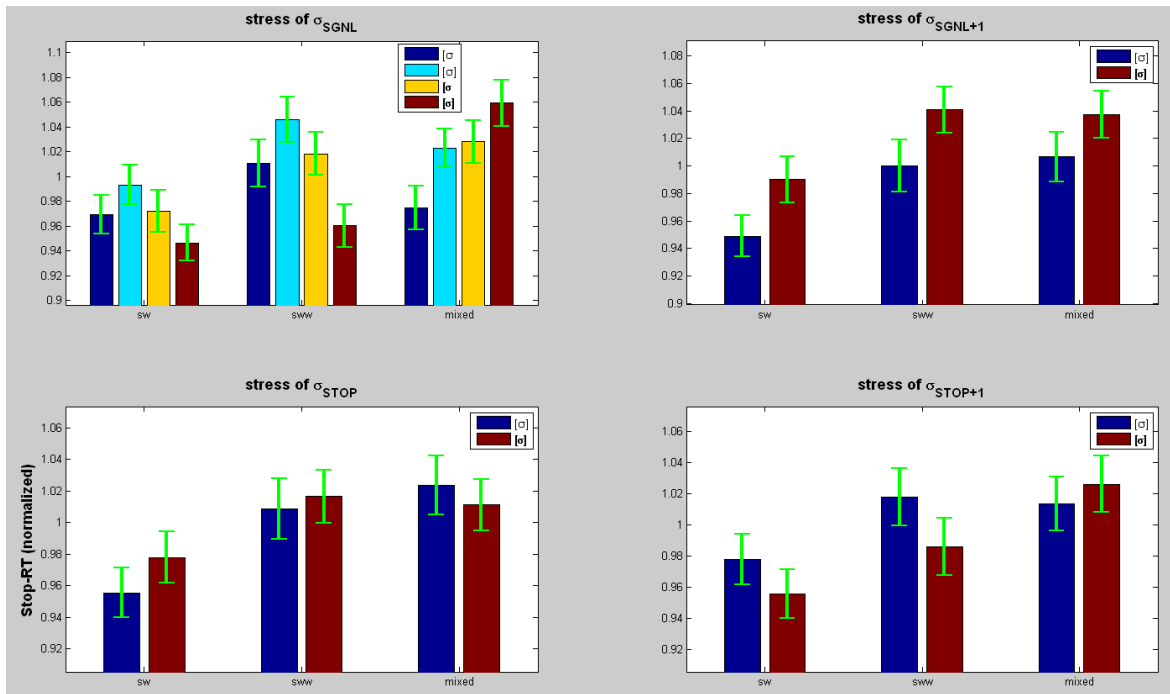 stress of σSGNL
1.1
1.08
1.06
1.04
1.02
1
0.98
0.96
0.94
0.92
0.9
[σ
[σ]
[σ
[σ]
sw sww mixed
stress of σSGNL+1
1.08
1.06
1.04
1.02
1
0.98
0.96
0.94
0.92
0.9
[σ]
[σ]
sw sww mixed
stress of σSTOP
Stop-RT (normalized)
1.06
1.04
1.02
1
0.98
0.96
0.94
0.92
[σ]
[σ]
sw sww mixed
stress of σSTOP+1
1.06
1.04
1.02
1
0.98
0.96
0.94
0.92
[σ]
[σ]
sw sww mixed